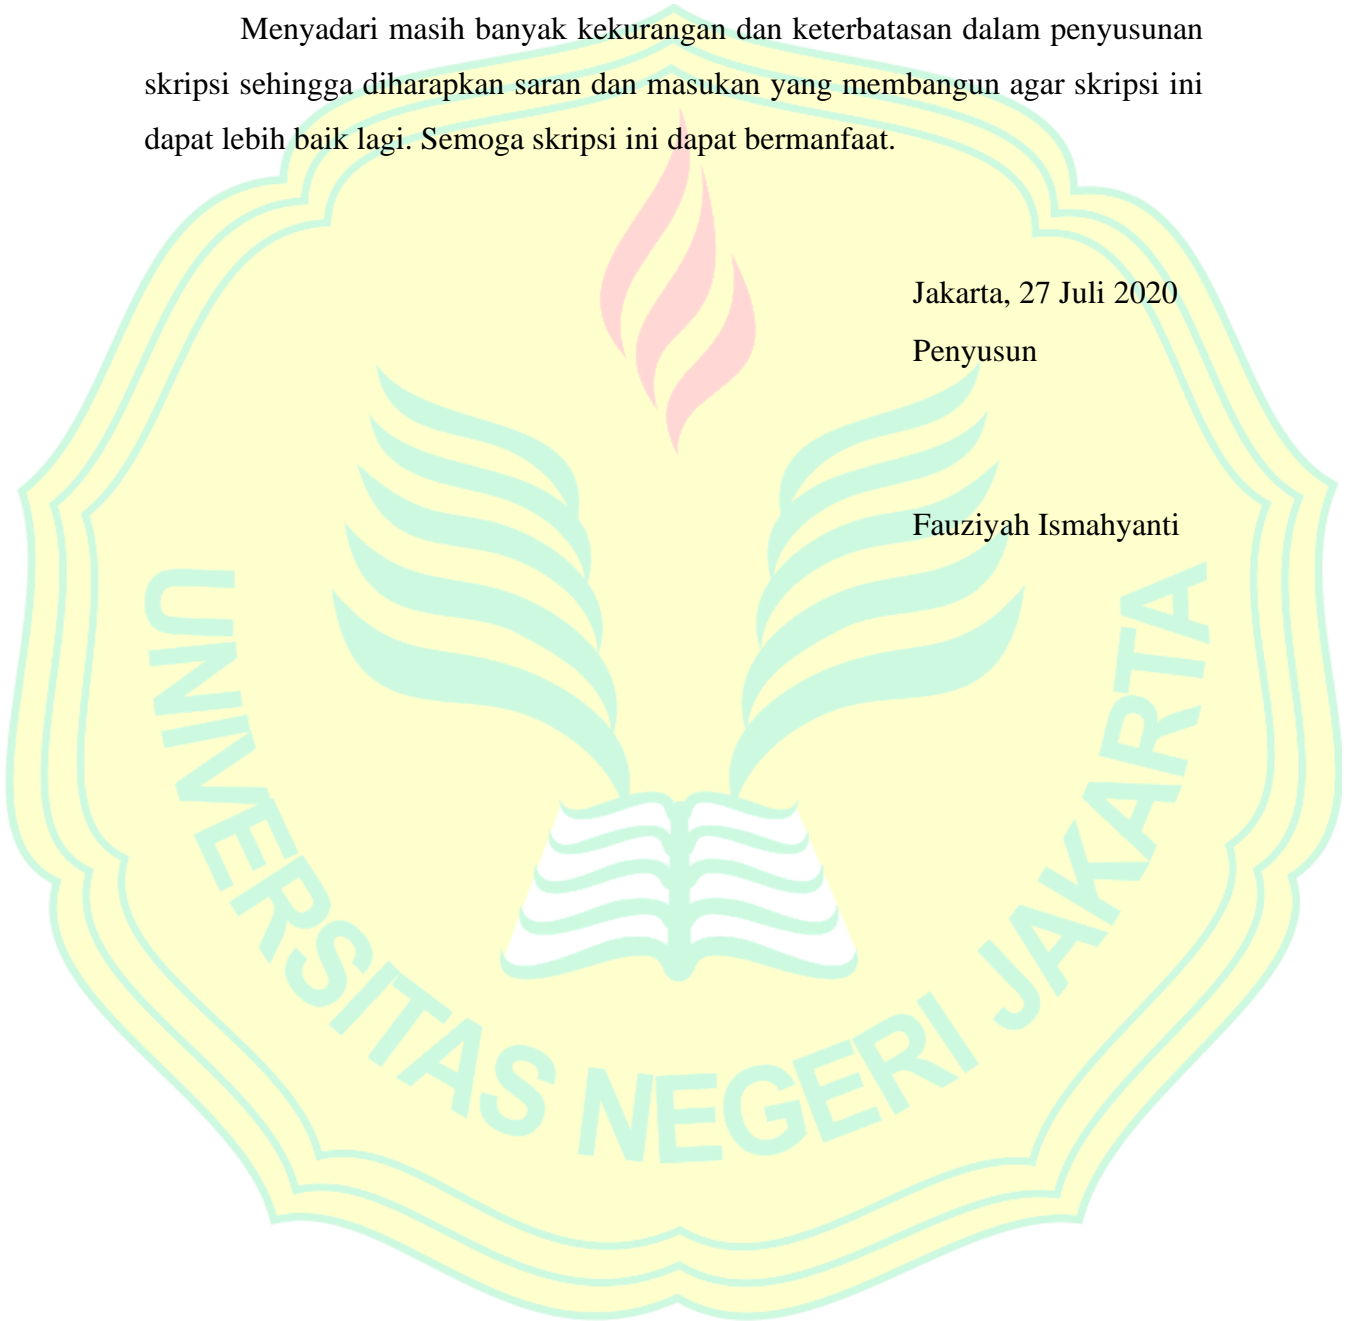 Menyadari masih banyak kekurangan dan keterbatasan dalam penyusunan
skripsi sehingga diharapkan saran dan masukan yang membangun agar skripsi ini
dapat lebih baik lagi. Semoga skripsi ini dapat bermanfaat.
Jakarta, 27 Juli 2020
Penyusun
Fauziyah Ismahyanti
UNIVERSITAS NEGERI JAKARTA